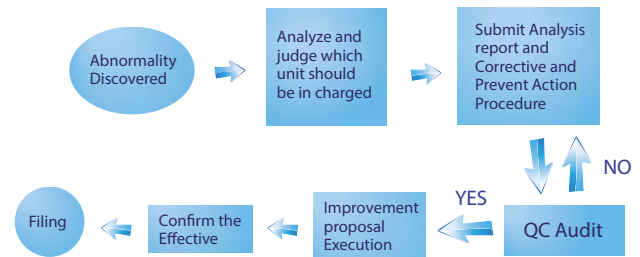 Abnormality
Discovered
Analyze and
judge which
unit should
be in charged
Submit Analysis
report and
Corrective and
Prevent Action
Procedure
NO
QC Audit
YES
Improvement
proposal
Execution
Confirm the
Effective
Filing